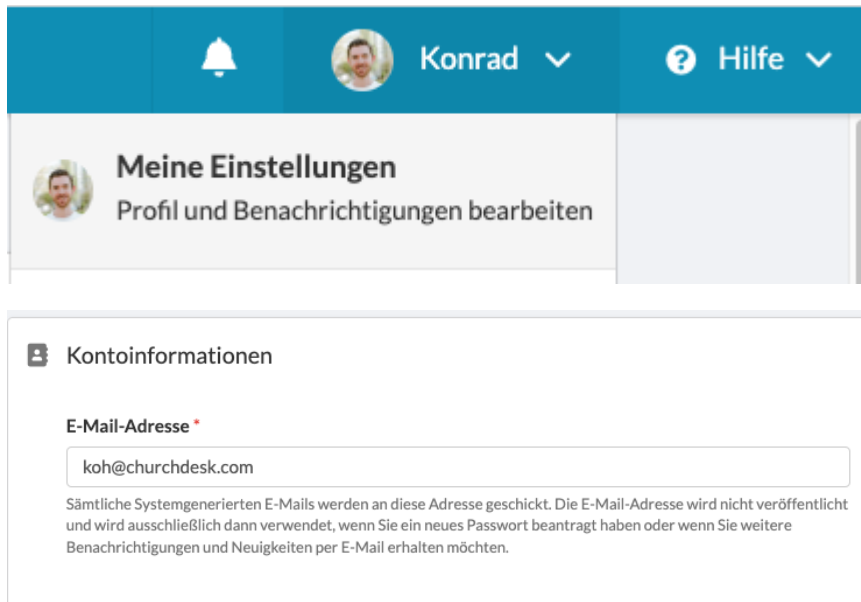 Konrad
Hilfe
Meine Einstellungen
Profil und Benachrichtigungen bearbeiten
Kontoinformationen
E-Mail-Adresse *
koh@churchdesk.com
Sämtliche Systemgenerierten E-Mails werden an diese Adresse geschickt. Die E-Mail-Adresse wird nicht veröffentlicht
und wird ausschließlich dann verwendet, wenn Sie ein neues Passwort beantragt haben oder wenn Sie weitere
Benachrichtigungen und Neuigkeiten per E-Mail erhalten möchten.